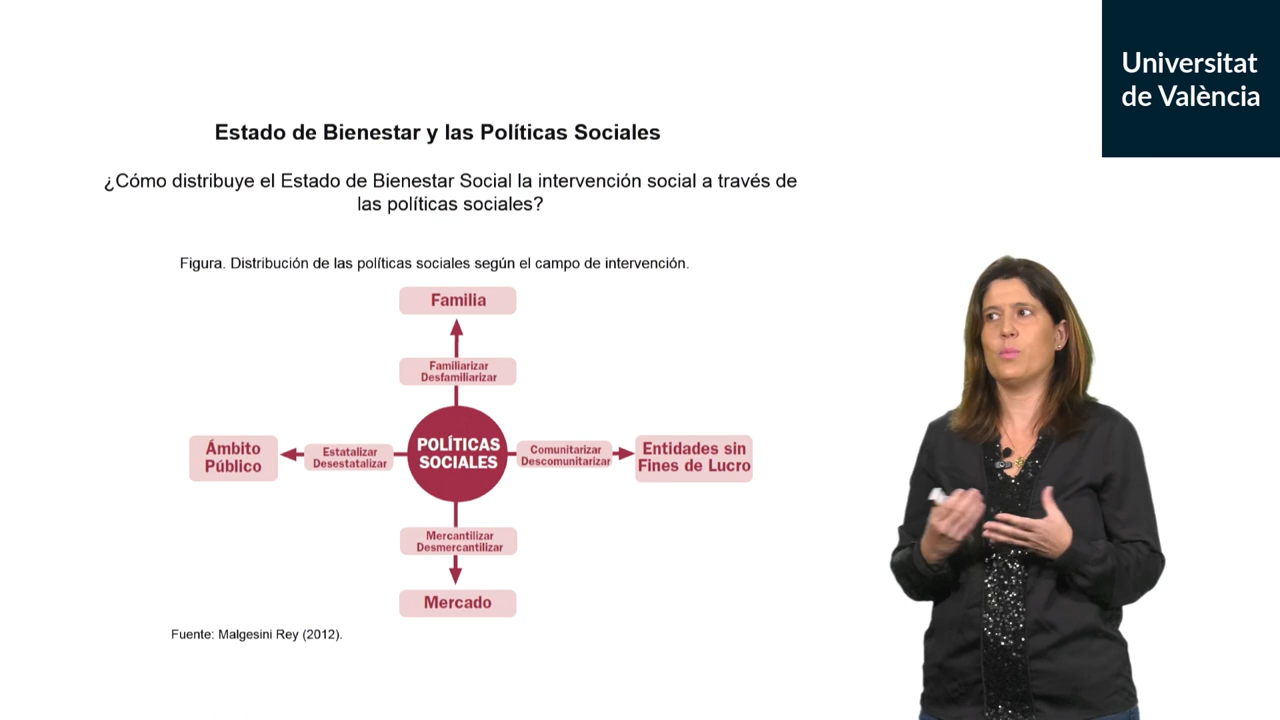 Universitat
de València
Estado de Bienestar y las Políticas Sociales
¿Cómo distribuye el Estado de Bienestar Social la intervención social a través de
las políticas sociales?
Figura. Distribución de las políticas sociales según el campo de intervención.
Familia
Familiarizar
Desfamiliarizar
Ámbito
Público
Estatalizar
Desestatalizar
POLÍTICAS
SOCIALES
Comunitarizar
Descomunitarizar
Entidades sin
Fines de Lucro
Mercantilizar
Desmercantilizar
Mercado
Fuente: Malgesini Rey (2012).